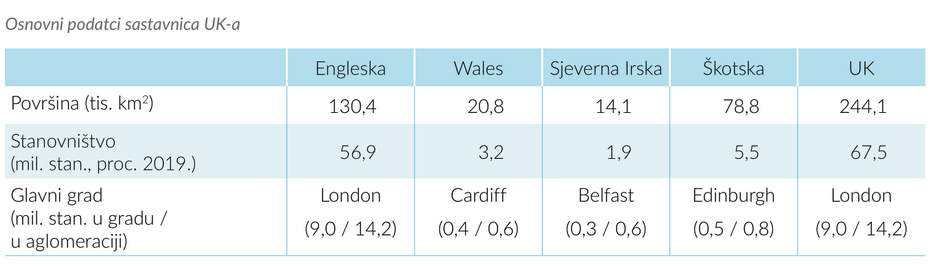 Osnovni podatci sastavnica UK-a
Engleska Wales Sjeverna Irska Škotska UK
Površina (tis. km²) 130,4 20,8 14,1 78,8 244,1
Stanovništvo
(mil. stan., proc. 2019.) 56,9 3,2 1,9 5,5 67,5
Glavni grad London Cardiff Belfast Edinburgh London
(mil. stan. u gradu / (9,0 / 14,2) (0,4 / 0,6) (0,3 / 0,6) (0,5 / 0,8) (9,0 / 14,2)
u aglomeraciji)